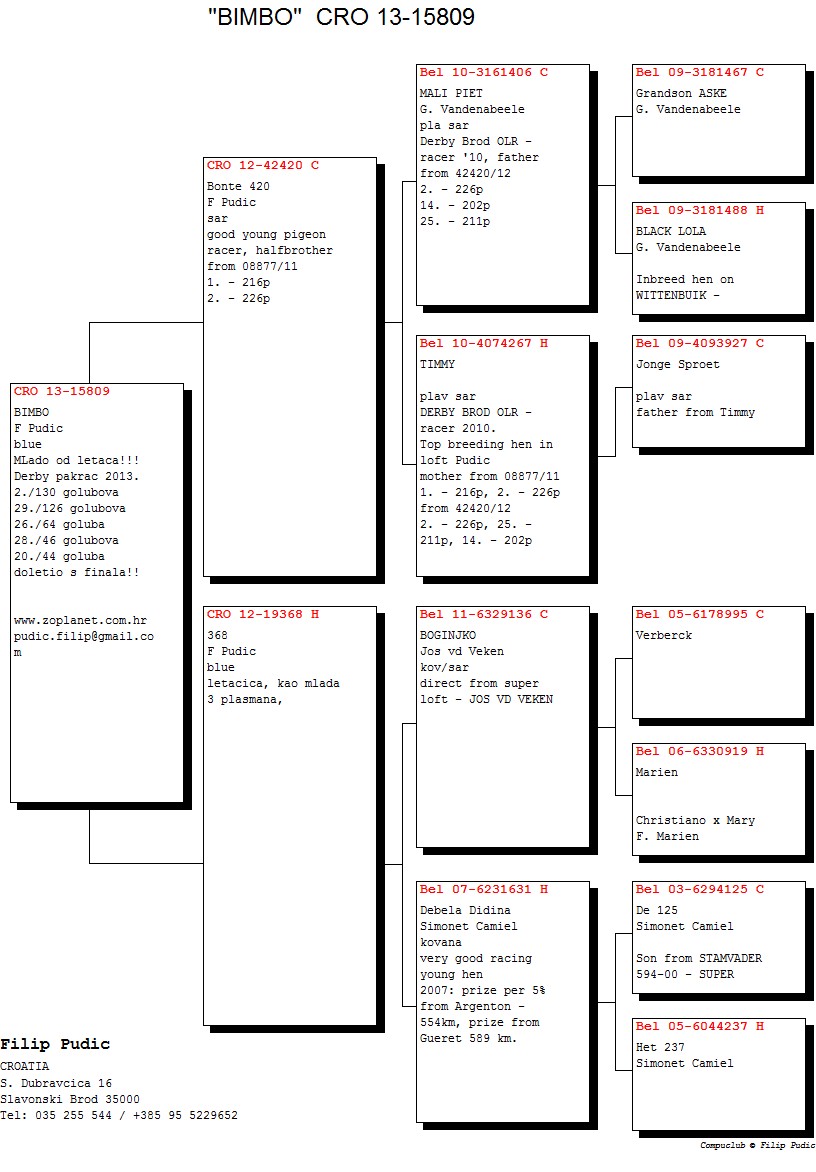 "BIMBO" CRO 13-15809
CRO 13-15809
BIMBO
F Pudic
blue
MLado od letaca!!!
Derby pakrac 2013.
2./130 golubova
29./126 golubova
26./64 goluba
28./46 golubova
20./44 goluba
doletio s finala!!
www.zoplanet.com.hr
pudic.filip@gmail.co
m
CRO 12-42420 C
Bonte 420
F Pudic
sar
good young pigeon
racer, halfbrother
from 08877/11
1. - 216p
2. - 226p
CRO 12-19368 H
368
F Pudic
blue
letacica, kao mlada
3 plasmana,
Bel 10-3161406 C
MALI PIET
G. Vandenabeele
pla sar
Derby Brod OLR -
racer '10, father
from 42420/12
2. - 226p
14. - 202p
25. - 211p
Bel 10-4074267 H
TIMMY
plav sar
DERBY BROD OLR -
racer 2010.
Top breeding hen in
loft Pudic
mother from 08877/11
1. - 216p, 2. - 226p
from 42420/12
2. - 226p, 25. -
211p, 14. - 202p
Bel 11-6329136 C
BOGINJKO
Jos vd Veken
kov/sar
direct from super
loft - JOS VD VEKEN
Bel 07-6231631 H
Debela Didina
Simonet Camiel
kovana
very good racing
young hen
2007: prize per 5%
from Argenton -
554km, prize from
Gueret 589 km.
Bel 09-3181467 C
Grandson ASKE
G. Vandenabeele
Bel 09-3181488 H
BLACK LOLA
G. Vandenabeele
Inbreed hen on
WITTENBUIK -
Bel 09-4093927 C
Jonge Sproet
plav sar
father from Timmy
Bel 05-6178995 C
Verberck
Bel 06-6330919 H
Marien
Christiano x Mary
F. Marien
Bel 03-6294125 C
De 125
Simonet Camiel
Son from STAMVADER
594-00 - SUPER
Bel 05-6044237 H
Het 237
Simonet Camiel
Filip Pudic
CROATIA
S. Dubravcica 16
Slavonski Brod 35000
Tel: 035 255 544 / +385 95 5229652
Compuclub © Filip Pudic